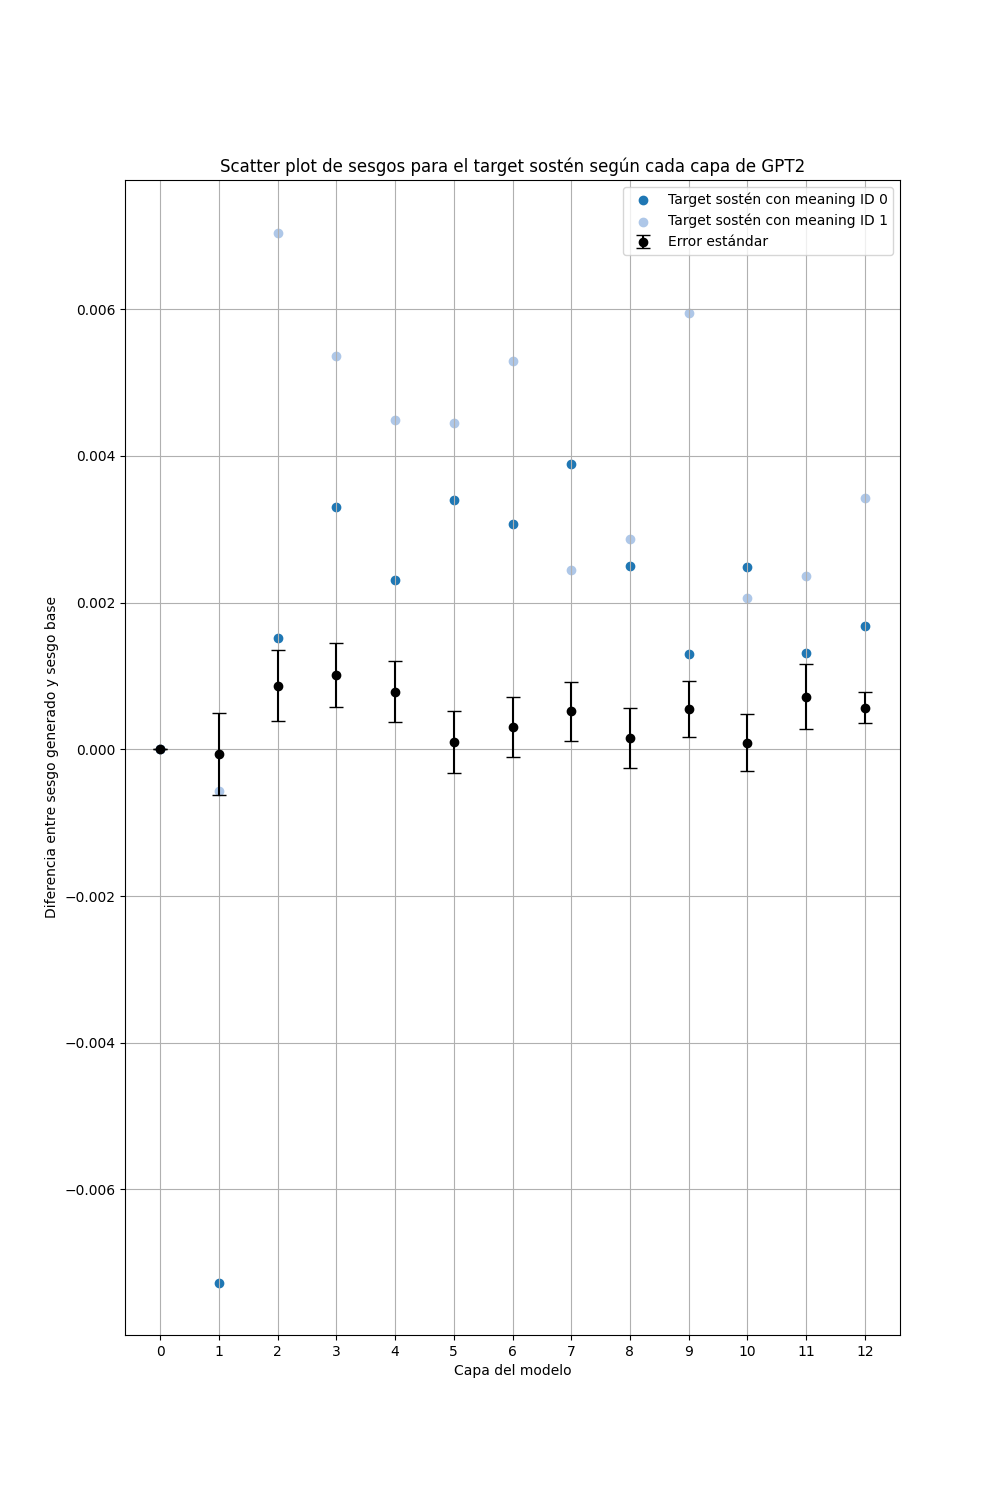 Scatter plot de sesgos para el target sostén según cada capa de GPT2
Target sostén con meaning ID 0
Target sostén con meaning ID 1
Error estándar
Diferencia entre sesgo generado y sesgo base
0.006
0.004
0.002
0.000
−0.002
−0.004
−0.006
0 1 2 3 4 5 6 7 8 9 10 11 12
Capa del modelo